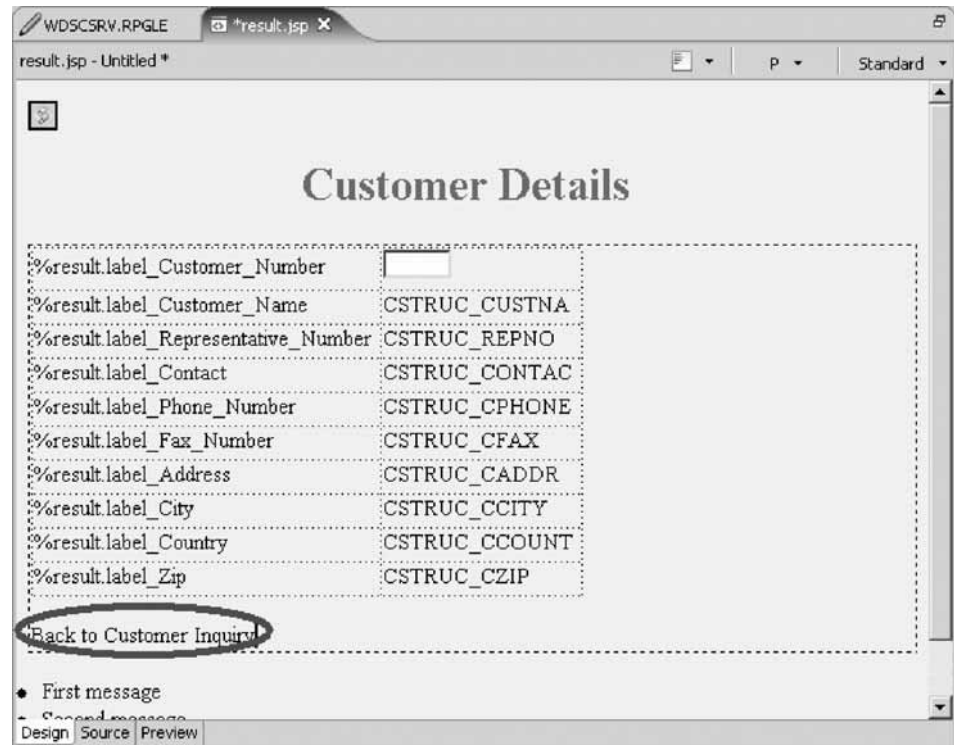 WDSCSRV.RPGLE *result.jsp
result.jsp - Untitled * P Standard
Customer Details
%result.label_Customer_Number
%result.label_Customer_Name CSTRUC_CUSTNA
%result.label_Representative_Number CSTRUC_REPNO
%result.label_Contact CSTRUC_CONTAC
%result.label_Phone_Number CSTRUC_CPHONE
%result.label_Fax_Number CSTRUC_CFAX
%result.label_Address CSTRUC_CADDR
%result.label_City CSTRUC_CCITY
%result.label_Country CSTRUC_CCOUNT
%result.label_Zip CSTRUC_CZIP
Back to Customer Inquiry
First message
Second message
Design Source Preview